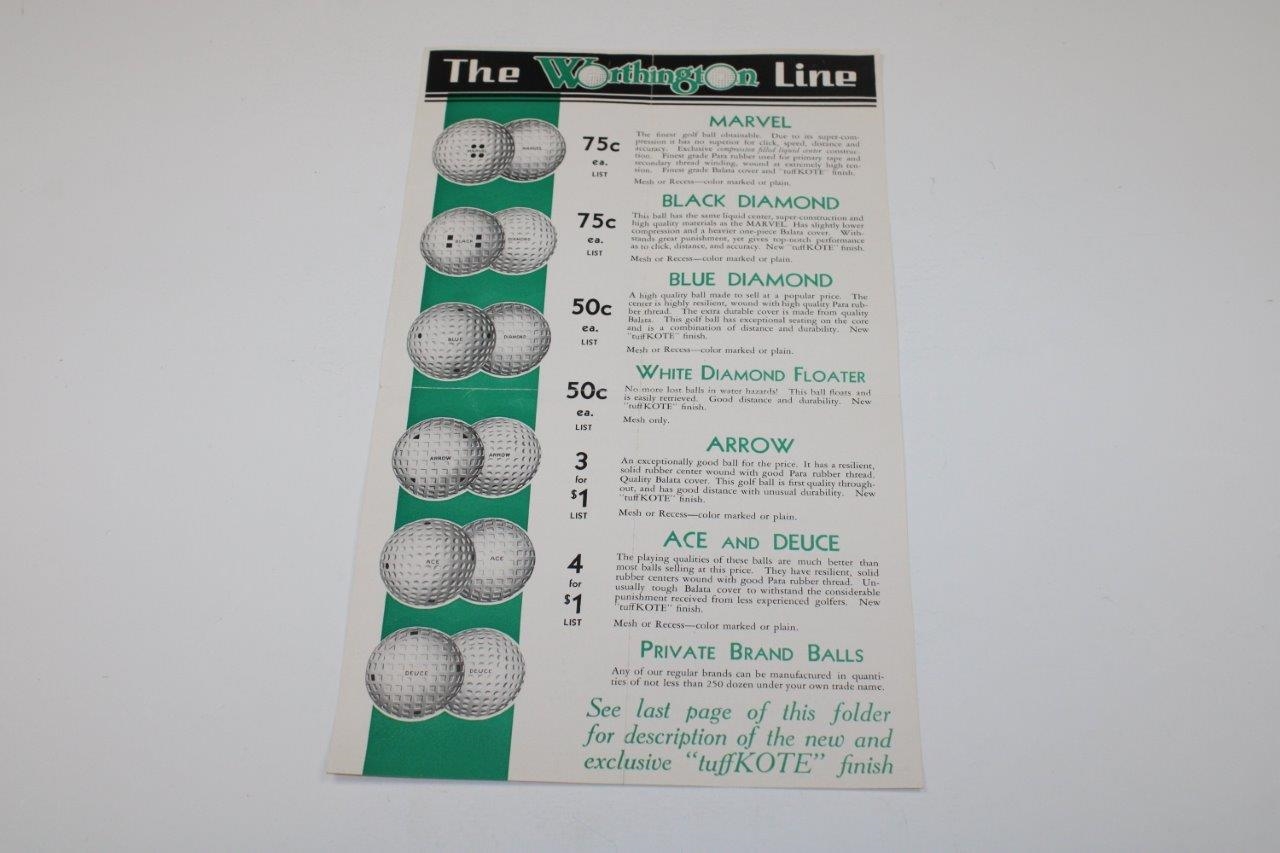 The Worthington Line
MARVEL
75c
ea.
LIST
The finest golf ball obtainable. Due to its super-com-
pression it has no superior for click, speed, distance and
accuracy. Exclusive compression filled liquid center construc-
tion. Finest grade Para rubber used for primary tape and
secondary thread winding, wound at extremely high ten-
sion. Finest grade Balata cover and "tuffKOTE" finish.
Mesh or Recess—color marked or plain.
MARVEL
MARVEL
BLACK DIAMOND
75c
ea.
LIST
This ball has the same liquid center, super-construction and
high quality materials as the MARVEL. Has slightly lower
compression and a heavier one-piece Balata cover. With-
stands great punishment, yet gives top-notch performance
as to click, distance, and accuracy. New "tuffKOTE" finish.
Mesh or Recess—color marked or plain.
BLACK
DIAMOND
BLUE DIAMOND
50c
ea.
LIST
A high quality ball made to sell at a popular price. The
center is highly resilient, wound with high quality Para rub-
ber thread. The extra durable cover is made from quality
Balata. This golf ball has exceptional seating on the core
and is a combination of distance and durability. New
"tuffKOTE" finish.
Mesh or Recess—color marked or plain.
BLUE
DIAMOND
WHITE DIAMOND FLOATER
50c
ea.
LIST
No more lost balls in water hazards! This ball floats and
is easily retrieved. Good distance and durability. New
"tuffKOTE" finish.
Mesh only.
ARROW
3
for
$1
LIST
An exceptionally good ball for the price. It has a resilient,
solid rubber center wound with good Para rubber thread.
Quality Balata cover. This golf ball is first quality through-
out, and has good distance with unusual durability. New
"tuffKOTE" finish.
Mesh or Recess—color marked or plain.
ARROW
ARROW
ACE AND DEUCE
4
for
$1
LIST
The playing qualities of these balls are much better than
most balls selling at this price. They have resilient, solid
rubber centers wound with good Para rubber thread. Un-
usually tough Balata cover to withstand the considerable
punishment received from less experienced golfers. New
"tuffKOTE" finish.
Mesh or Recess—color marked or plain.
ACE
ACE
DEUCE
DEUCE
PRIVATE BRAND BALLS
Any of our regular brands can be manufactured in quanti-
ties of not less than 250 dozen under your own trade name.
See last page of this folder
for description of the new and
exclusive "tuffKOTE" finish